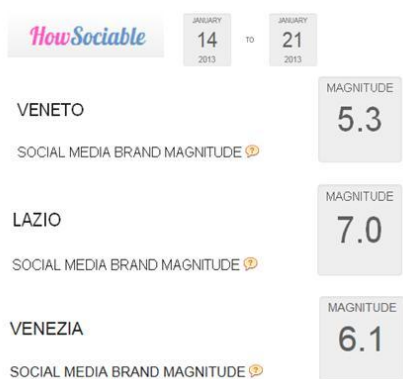 HowSociable
JANUARY 14 2013
TO
JANUARY 21 2013
MAGNITUDE
VENETO
5.3
SOCIAL MEDIA BRAND MAGNITUDE ?
MAGNITUDE
LAZIO
7.0
SOCIAL MEDIA BRAND MAGNITUDE ?
MAGNITUDE
VENEZIA
6.1
SOCIAL MEDIA BRAND MAGNITUDE ?